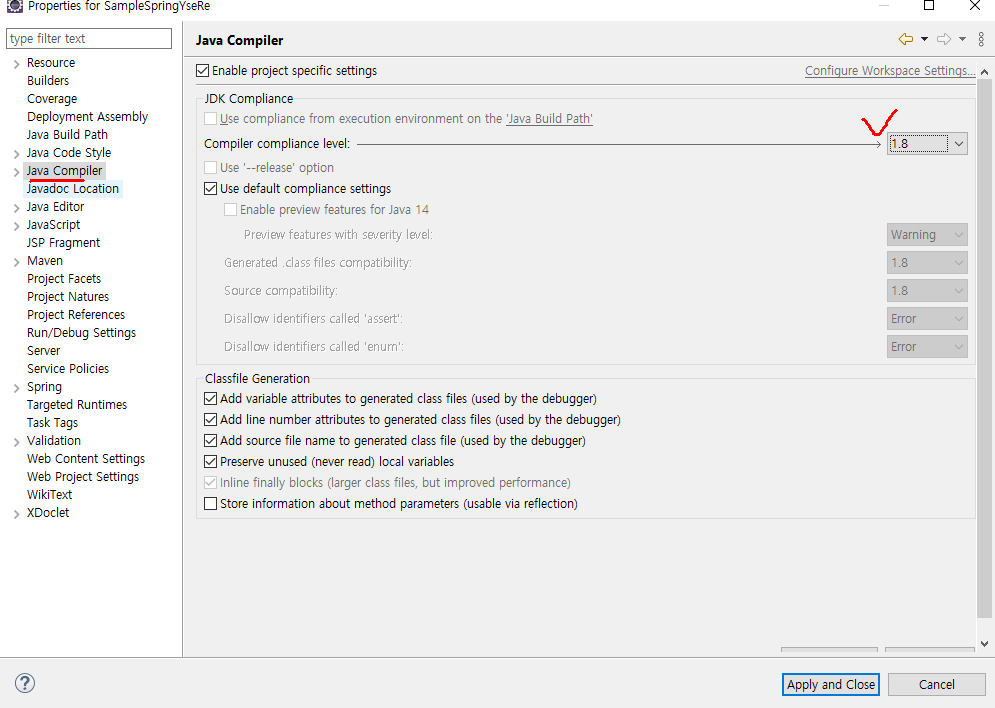 Properties for SampleSpringYseRe
type filter text
Resource
Builders
Coverage
Deployment Assembly
Java Build Path
Java Code Style
Java Compiler
Javadoc Location
Java Editor
JavaScript
JSP Fragment
Maven
Project Facets
Project Natures
Project References
Run/Debug Settings
Server
Service Policies
Spring
Targeted Runtimes
Task Tags
Validation
Web Content Settings
Web Project Settings
WikiText
XDoclet
Java Compiler
Enable project specific settings Configure Workspace Settings...
JDK Compliance
Use compliance from execution environment on the 'Java Build Path'
Compiler compliance level: 1.8
Use '--release' option
Use default compliance settings
Enable preview features for Java 14
Preview features with severity level: Warning
Generated .class files compatibility: 1.8
Source compatibility: 1.8
Disallow identifiers called 'assert': Error
Disallow identifiers called 'enum': Error
Classfile Generation
Add variable attributes to generated class files (used by the debugger)
Add line number attributes to generated class files (used by the debugger)
Add source file name to generated class file (used by the debugger)
Preserve unused (never read) local variables
Inline finally blocks (larger class files, but improved performance)
Store information about method parameters (usable via reflection)
? Apply and Close Cancel